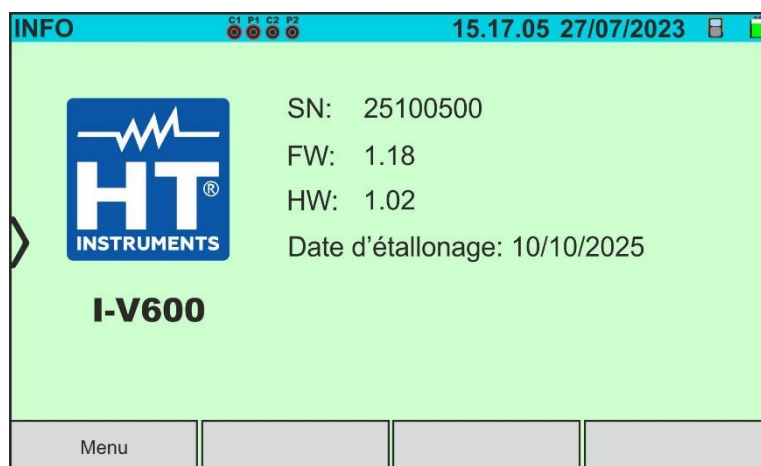 INFO C1 P1 C2 P2 15.17.05 27/07/2023
SN: 25100500
FW: 1.18
HW: 1.02
Date d’étallonage: 10/10/2025
HT®
INSTRUMENTS
I-V600
Menu